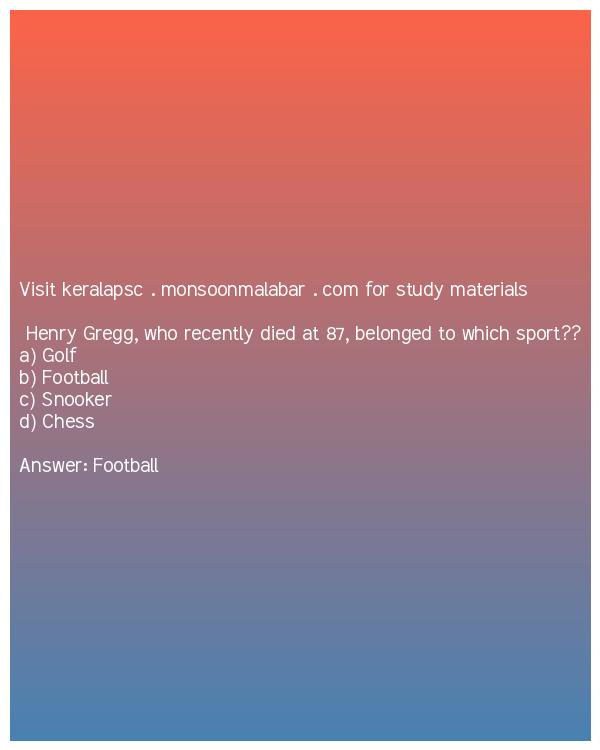 Visit keralapsc . monsoonmalabar . com for study materials
Henry Gregg, who recently died at 87, belonged to which sport??
a) Golf
b) Football
c) Snooker
d) Chess
Answer: Football